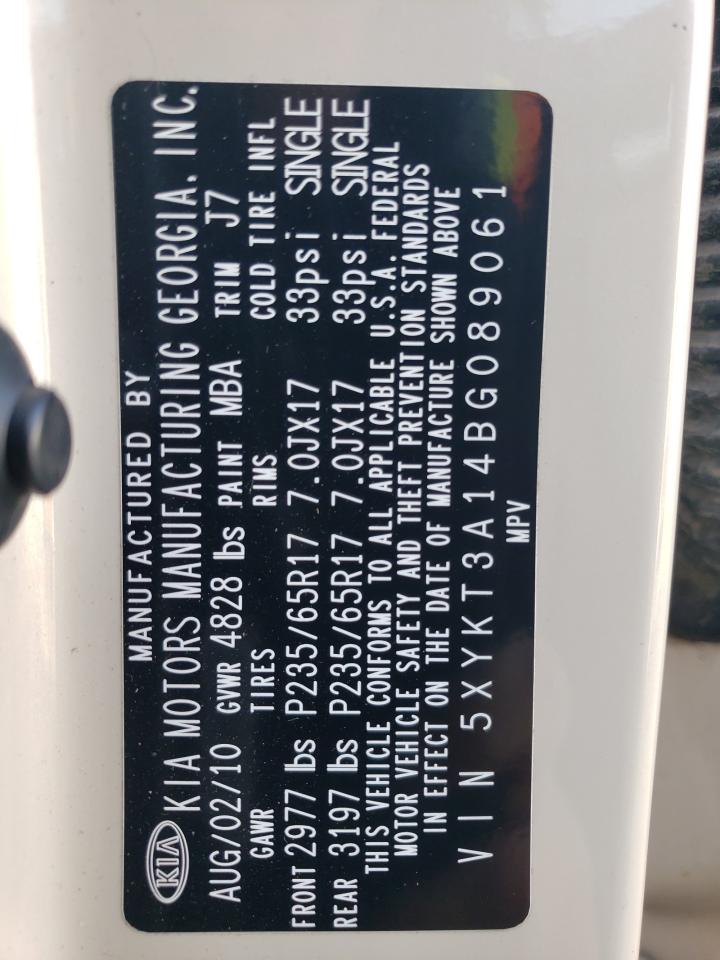 MANUFACTURED BY
KIA KIA MOTORS MANUFACTURING GEORGIA, INC.
AUG/02/10 GVWR 4828 lbs PAINT MBA TRIM J7
GAWR TIRES RIMS COLD TIRE INFL
FRONT 2977 lbs P235/65R17 7.0JX17 33psi SINGLE
REAR 3197 lbs P235/65R17 7.0JX17 33psi SINGLE
THIS VEHICLE CONFORMS TO ALL APPLICABLE U.S.A. FEDERAL
MOTOR VEHICLE SAFETY AND THEFT PREVENTION STANDARDS
IN EFFECT ON THE DATE OF MANUFACTURE SHOWN ABOVE
VIN 5XYKT3A14BG089061
MPV